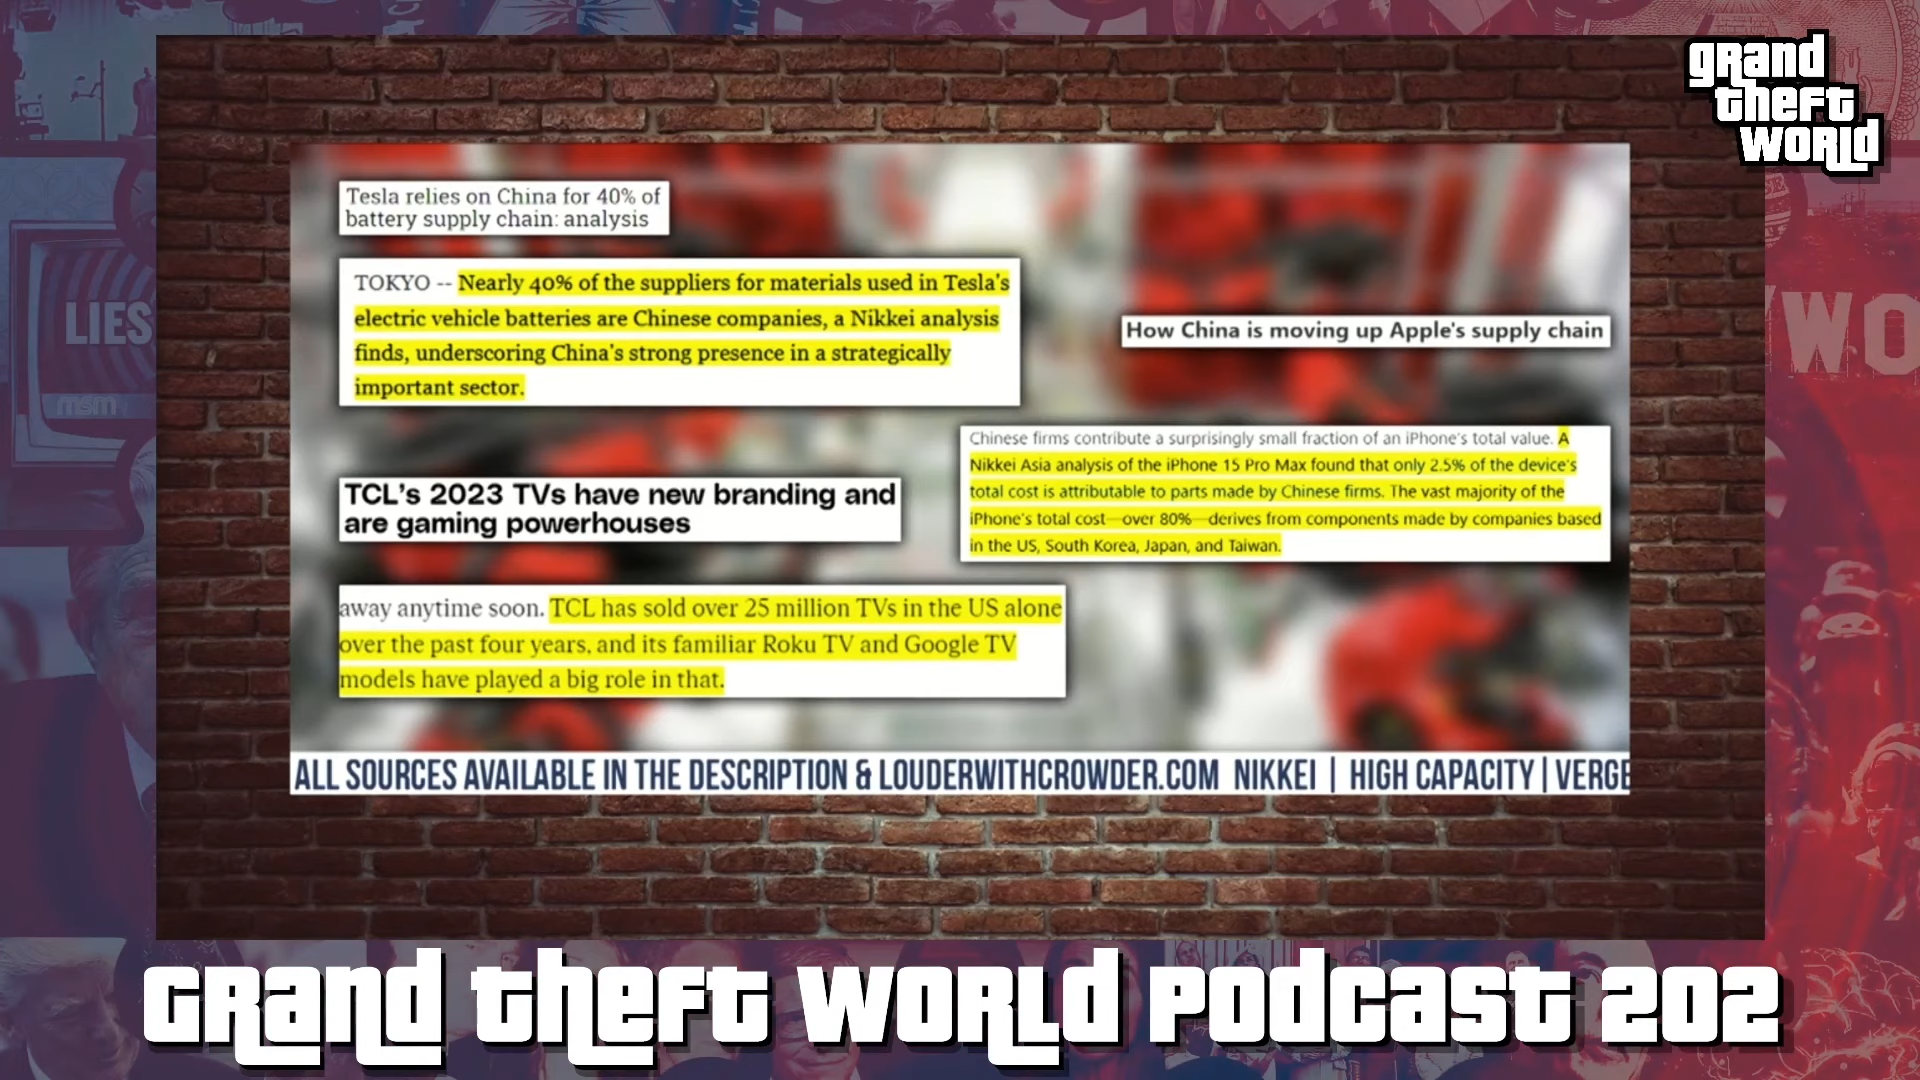 grand
theft
world
Tesla relies on China for 40% of
battery supply chain: analysis
TOKYO -- Nearly 40% of the suppliers for materials used in Tesla's
electric vehicle batteries are Chinese companies, a Nikkei analysis
finds, underscoring China's strong presence in a strategically
important sector.
How China is moving up Apple's supply chain
Chinese firms contribute a surprisingly small fraction of an iPhone's total value. A
Nikkei Asia analysis of the iPhone 15 Pro Max found that only 2.5% of the device's
total cost is attributable to parts made by Chinese firms. The vast majority of the
iPhone's total cost—over 80%—derives from components made by companies based
in the US, South Korea, Japan, and Taiwan.
TCL's 2023 TVs have new branding and
are gaming powerhouses
away anytime soon. TCL has sold over 25 million TVs in the US alone
over the past four years, and its familiar Roku TV and Google TV
models have played a big role in that.
ALL SOURCES AVAILABLE IN THE DESCRIPTION & LOUDERWITHCROWDER.COM NIKKEI | HIGH CAPACITY | VERGE
LIES
msm
WO
Grand theft World Podcast 202